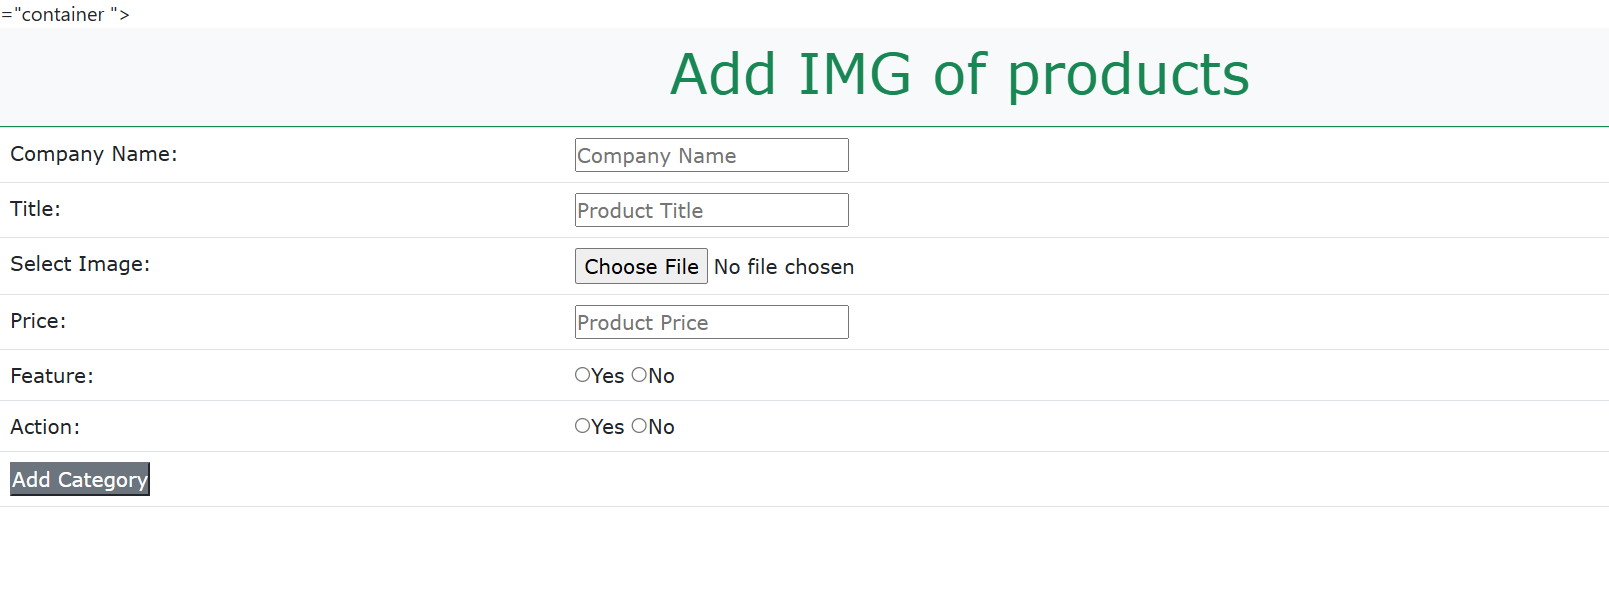 ="container ">
Add IMG of products
Company Name: Company Name
Title: Product Title
Select Image: Choose File No file chosen
Price: Product Price
Feature: Yes No
Action: Yes No
Add Category